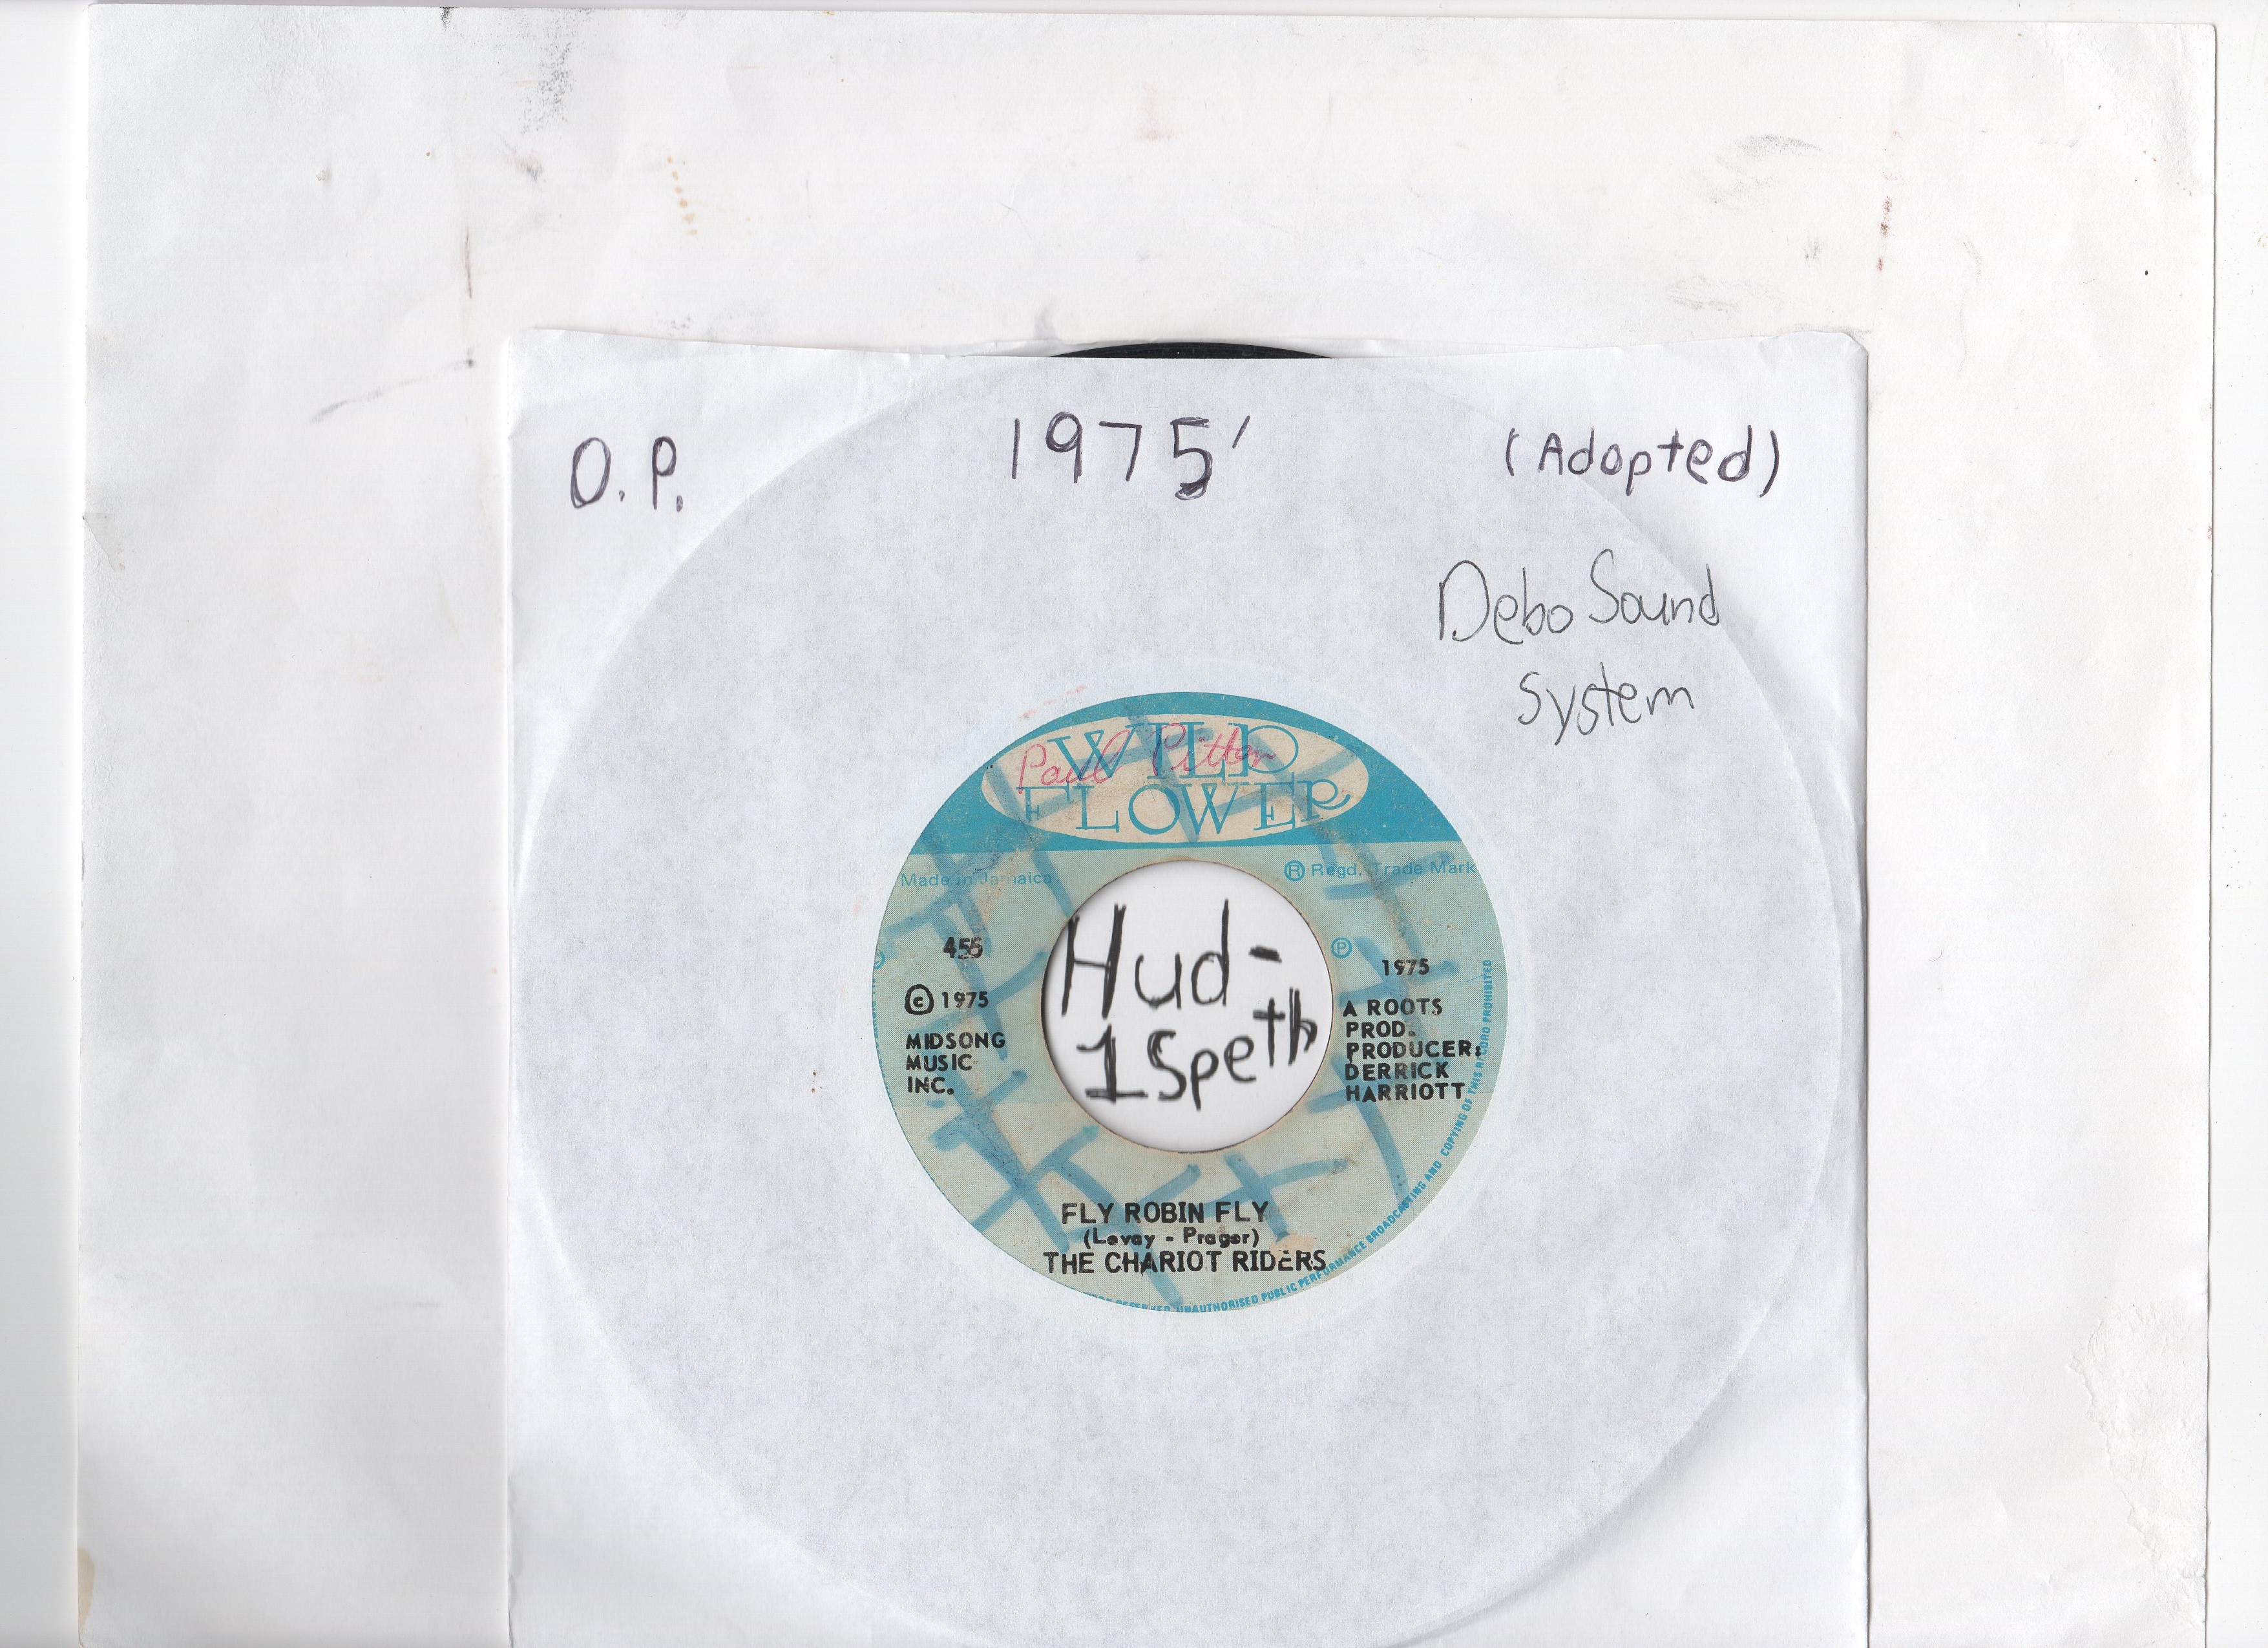 O.P.
1975'
(Adopted)
Debo Sound
System
WILD
FLOWER
Paul
Made in Jamaica
® Regd. Trade Mark
455
© 1975
MIDSONG
MUSIC
INC.
Hud-
1Speth
℗
1975
A ROOTS
PROD.
PRODUCER:
DERRICK
HARRIOTT
FLY ROBIN FLY
(Levay - Prager)
THE CHARIOT RIDERS
UNAUTHORISED PUBLIC PERFORMANCE BROADCASTING AND COPYING OF THIS RECORD PROHIBITED